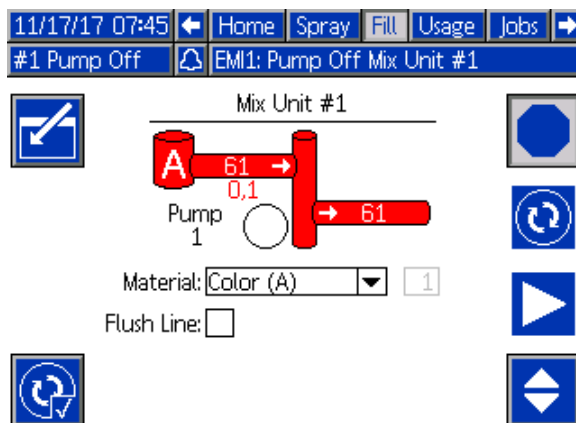 11/17/17 07:45 Home Spray Fill Usage Jobs
#1 Pump Off EMI1: Pump Off Mix Unit #1
Mix Unit #1
A 61
0,1
Pump
1
61
Material: Color (A) 1
Flush Line: